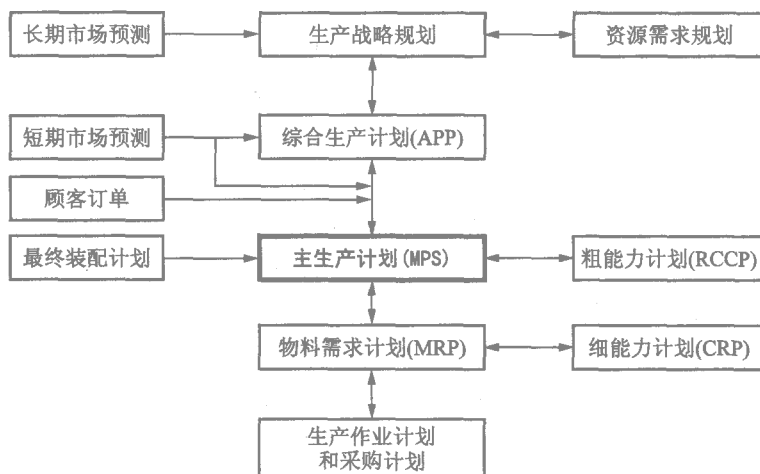 长期市场预测
生产战略规划
资源需求规划
短期市场预测
综合生产计划(APP)
顾客订单
最终装配计划
主生产计划(MPS)
粗能力计划(RCCP)
物料需求计划(MRP)
细能力计划(CRP)
生产作业计划
和采购计划